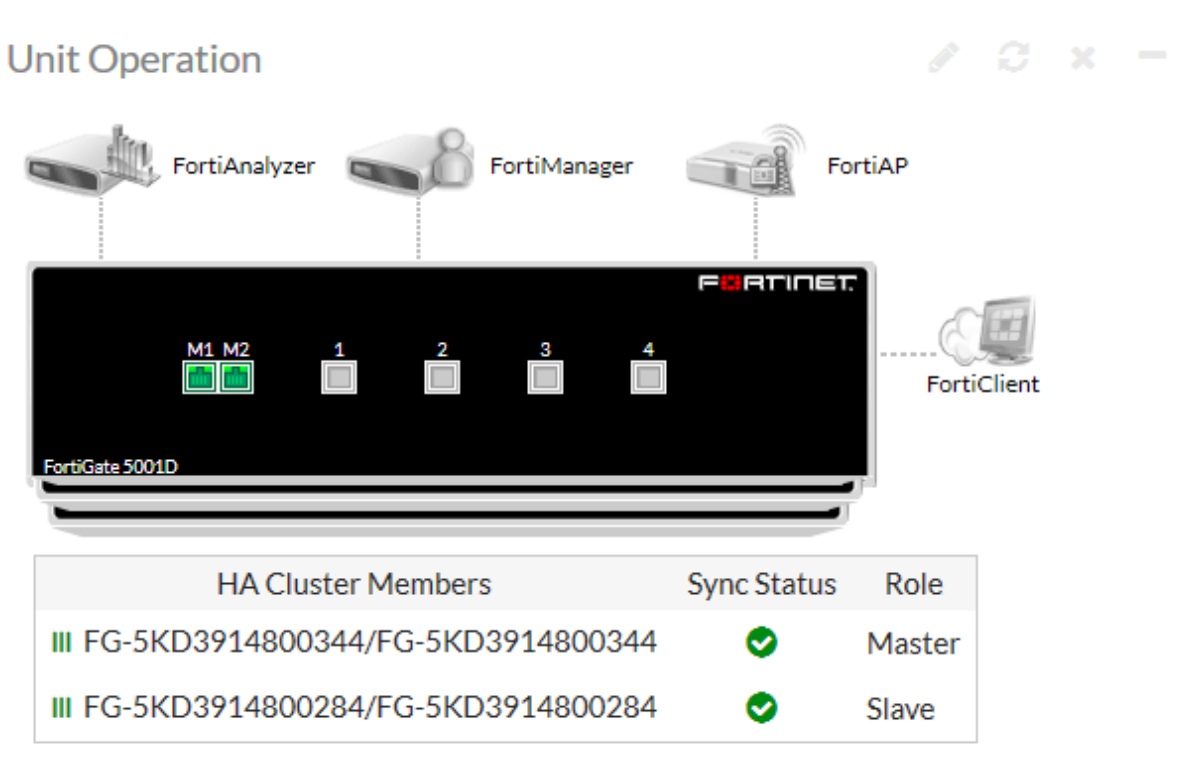 Unit Operation
FortiAnalyzer
FortiManager
FortiAP
FORTINET
M1 M2 1 2 3 4
FortiClient
FortiGate 5001D
HA Cluster Members Sync Status Role
FG-5KD3914800344/FG-5KD3914800344 Master
FG-5KD3914800284/FG-5KD3914800284 Slave